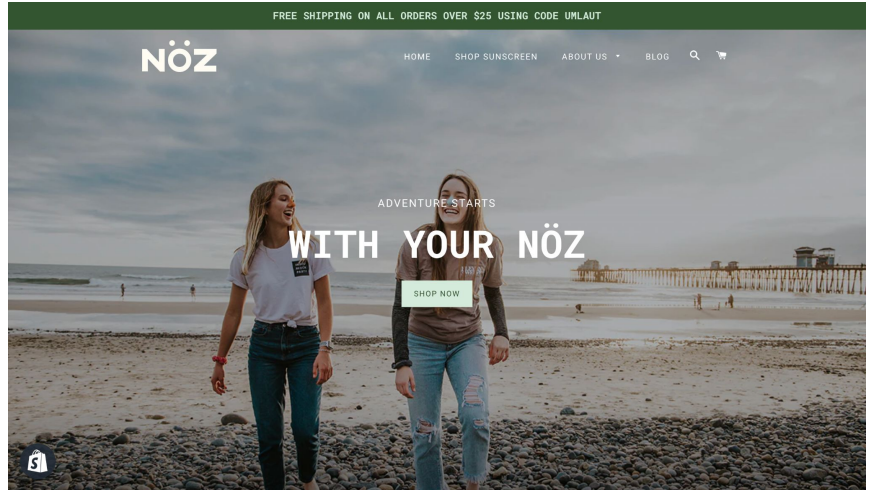 FREE SHIPPING ON ALL ORDERS OVER $25 USING CODE UMLAUT
NÖZ
HOME SHOP SUNSCREEN ABOUT US BLOG
ADVENTURE STARTS
WITH YOUR NÖZ
SHOP NOW